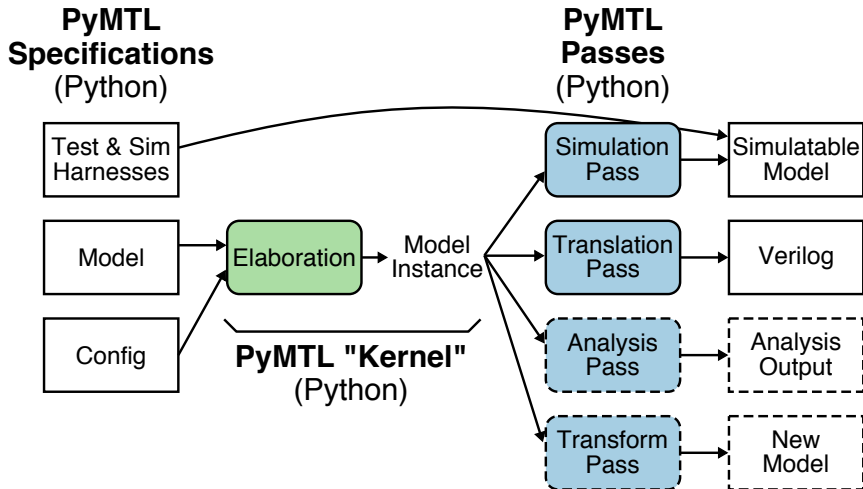 PyMTL
Specifications
(Python)
PyMTL
Passes
(Python)
Test & Sim
Harnesses
Simulation
Pass
Simulatable
Model
Model
Elaboration
Model
Instance
Translation
Pass
Verilog
Config
PyMTL "Kernel"
(Python)
Analysis
Pass
Analysis
Output
Transform
Pass
New
Model